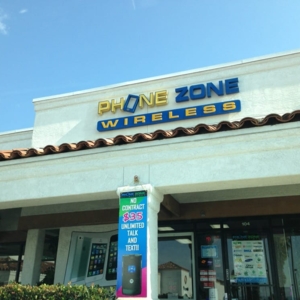 PHONE ZONE
WIRELESS
NO
CONTRACT
$35
UNLIMITED
TALK
AND
TEXT!